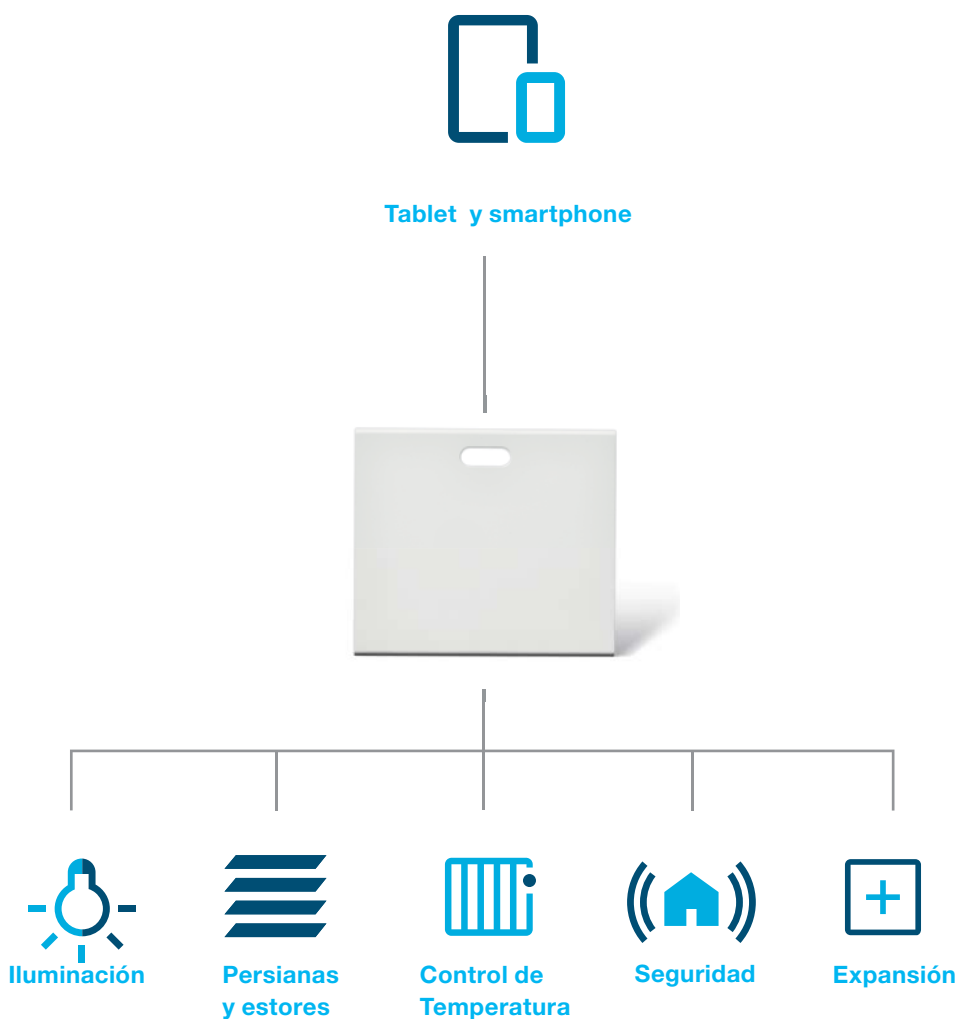 Tablet y smartphone
Iluminación
Persianas
y estores
Control de
Temperatura
Seguridad
Expansión